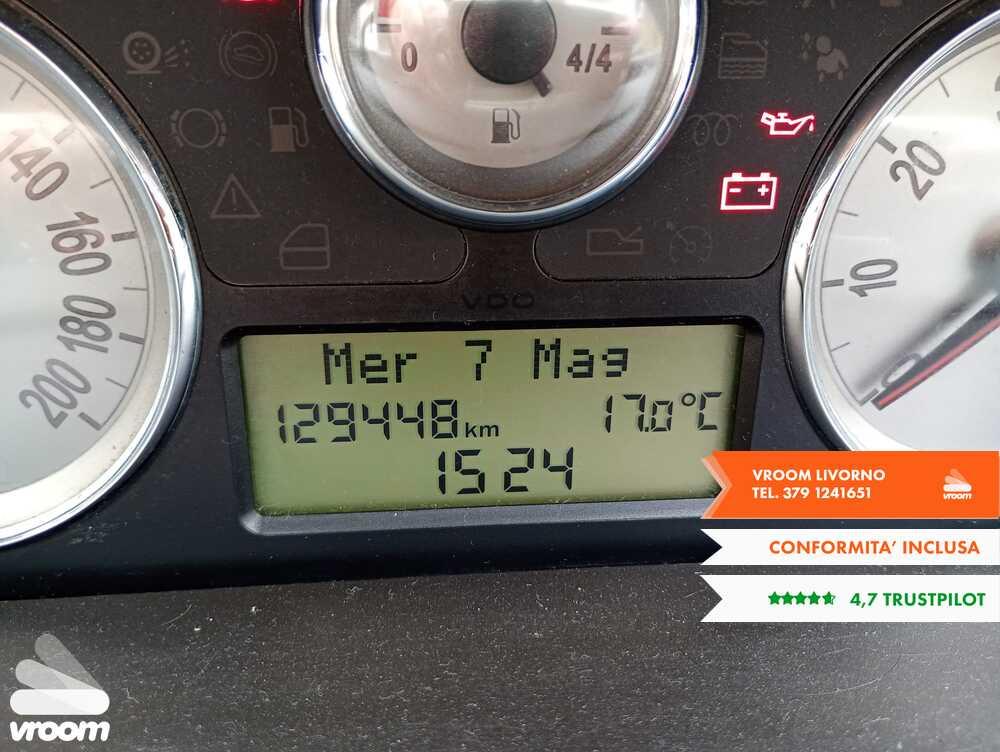 0 4/4
140
160
180
200
20
10
0
VDO
Mer 7 Mag
129448 km 17.0°C
15 24
VROOM LIVORNO
TEL. 379 1241651
vroom
CONFORMITA' INCLUSA
4,7 TRUSTPILOT
vroom